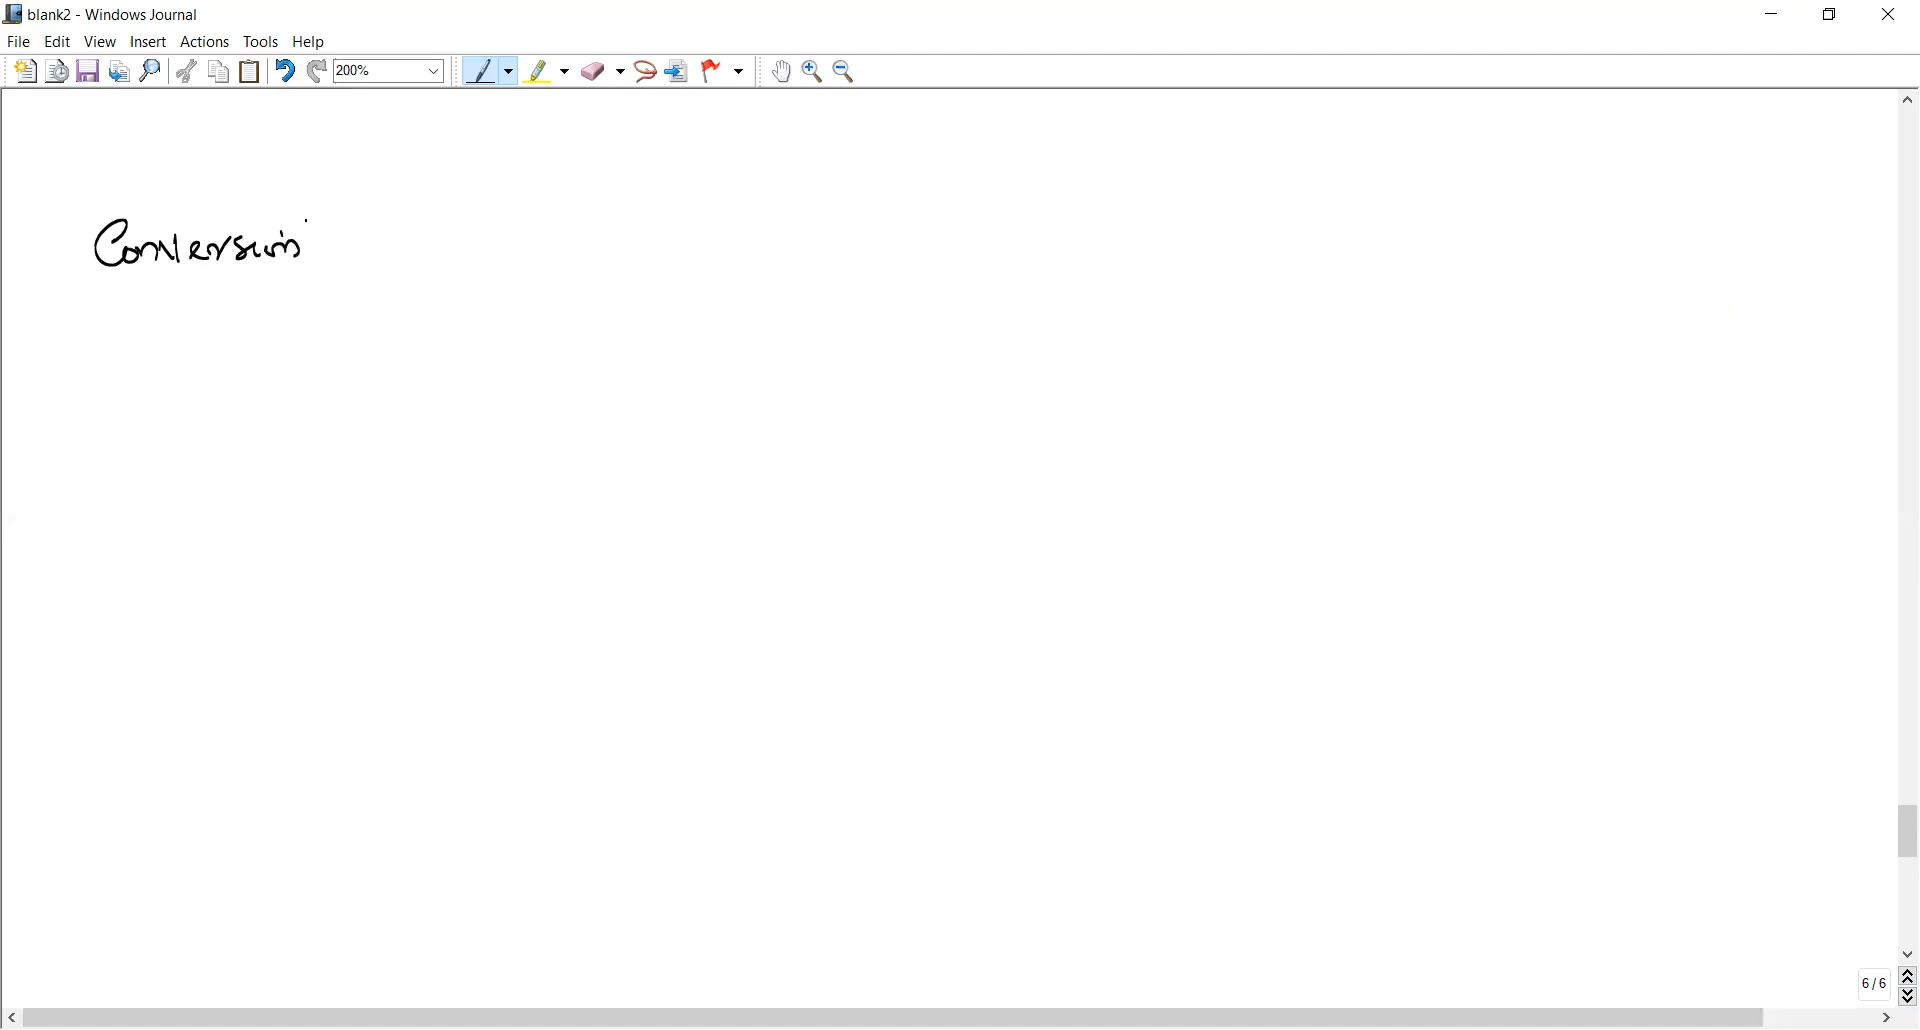 blank2 - Windows Journal
File Edit View Insert Actions Tools Help
200%
Conversion
6 / 6